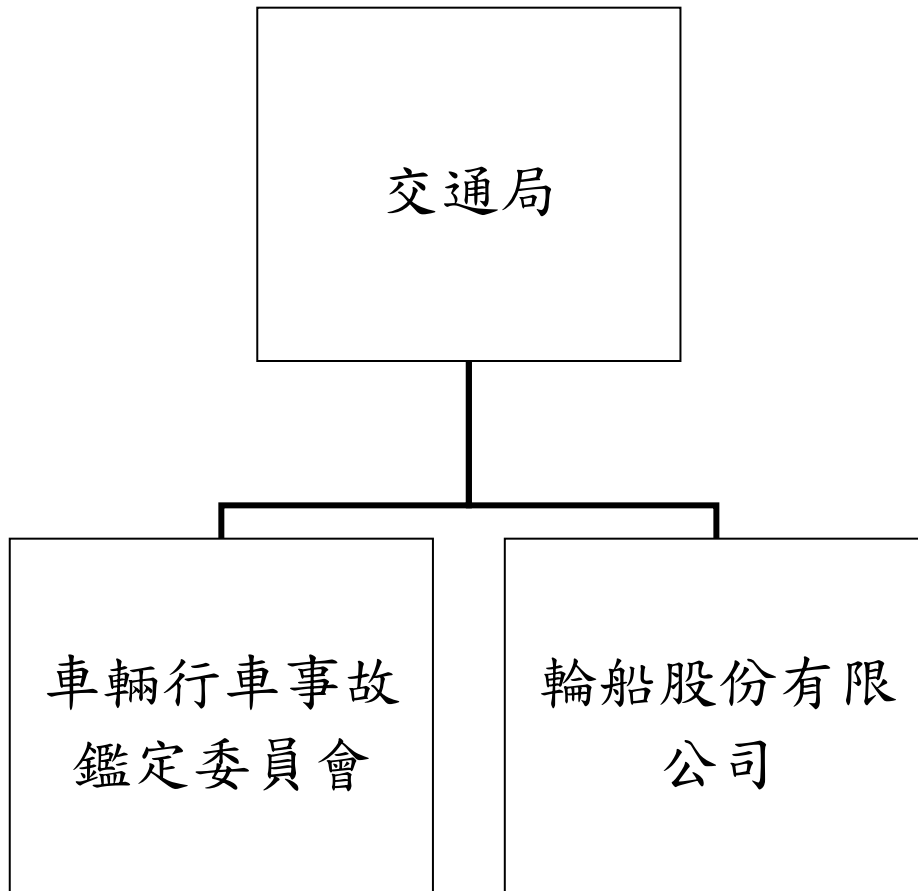 交通局
車輛行車事故
鑑定委員會
輪船股份有限
公司